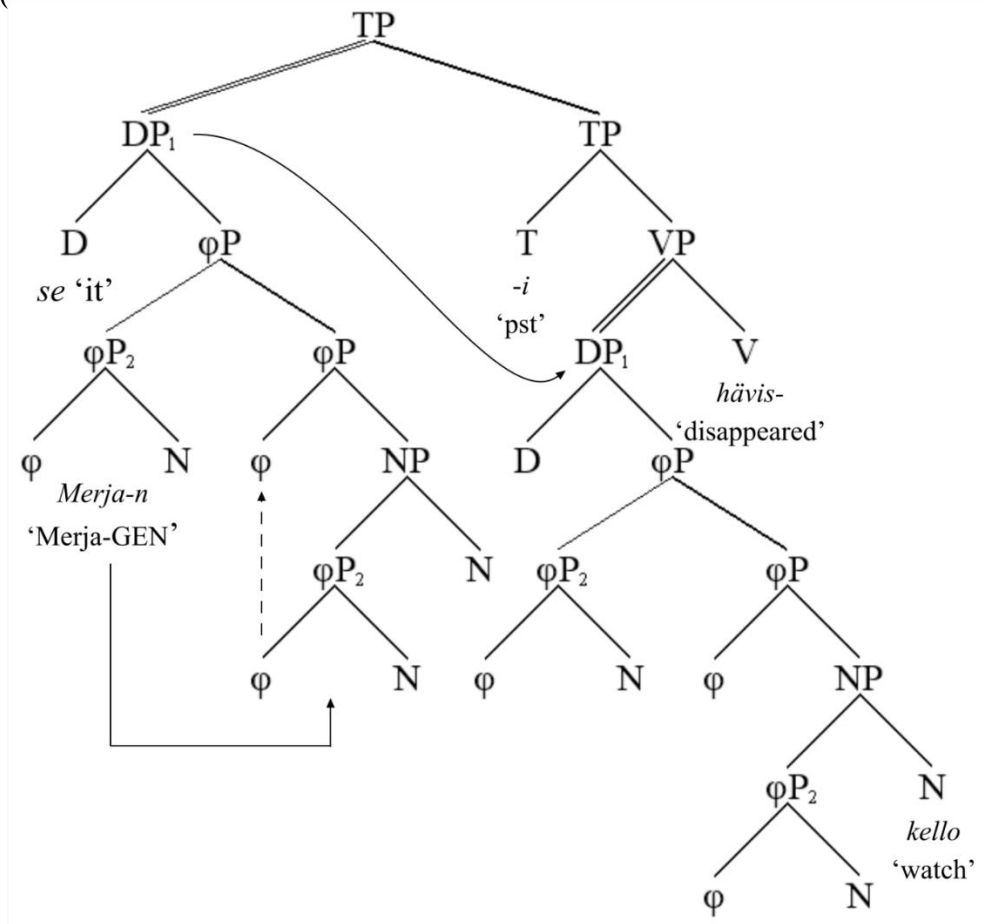 (
TP
DP₁ TP
D φP T VP
se ‘it’ -i
‘pst’
φP₂ φP DP₁ V
hävis-
‘disappeared’
φ N φ NP D φP
Merja-n
‘Merja-GEN’
φP₂ N φP₂ φP
φ N φ N φ NP
φP₂ N
kello
‘watch’
φ N